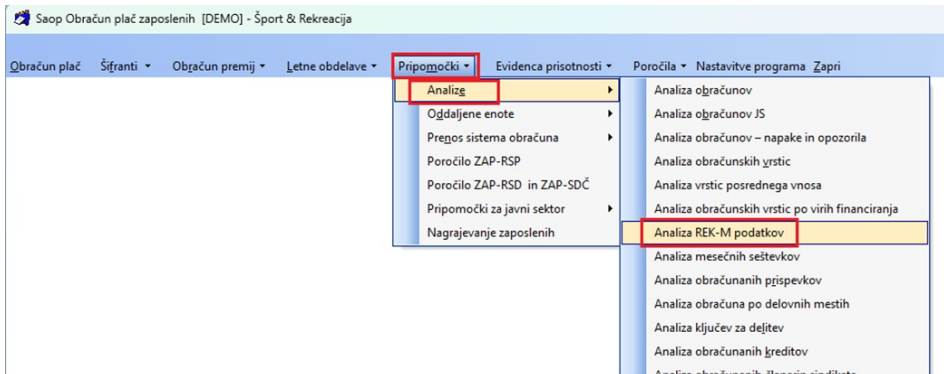 Saop Obračun plač zaposlenih [DEMO] - Šport & Rekreacija
Obračun plač Šifranti Obračun premij Letne obdelave Pripomočki Evidenca prisotnosti Poročila Nastavitve programa Zapri
Analize
Oddaljene enote
Prenos sistema obračuna
Poročilo ZAP-RSP
Poročilo ZAP-RSD in ZAP-SDČ
Pripomočki za javni sektor
Nagrajevanje zaposlenih
Analiza obračunov
Analiza obračunov JS
Analiza obračunov – napake in opozorila
Analiza obračunskih vrstic
Analiza vrstic posrednega vnosa
Analiza obračunskih vrstic po virih financiranja
Analiza REK-M podatkov
Analiza mesečnih seštevkov
Analiza obračunanih prispevkov
Analiza obračuna po delovnih mestih
Analiza ključev za delitev
Analiza obračunanih kreditov